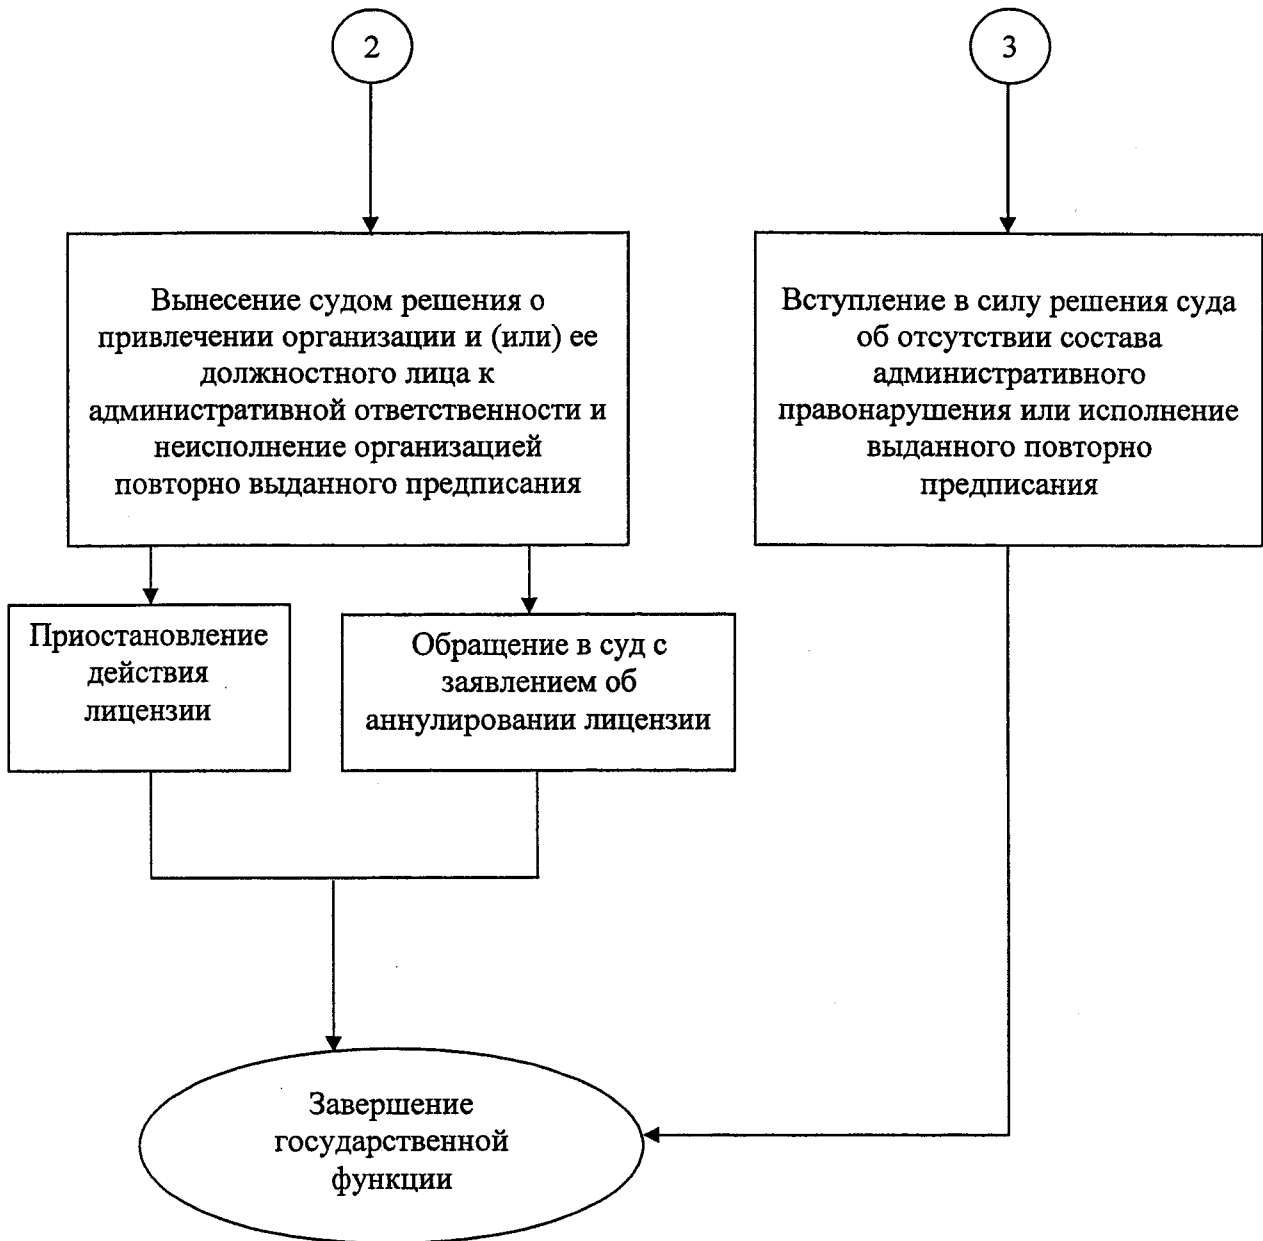 2
3
Вынесение судом решения о
привлечении организации и (или) ее
должностного лица к
административной ответственности и
неисполнение организацией
повторно выданного предписания
Вступление в силу решения суда
об отсутствии состава
административного
правонарушения или исполнение
выданного повторно
предписания
Приостановление
действия
лицензии
Обращение в суд с
заявлением об
аннулировании лицензии
Завершение
государственной
функции